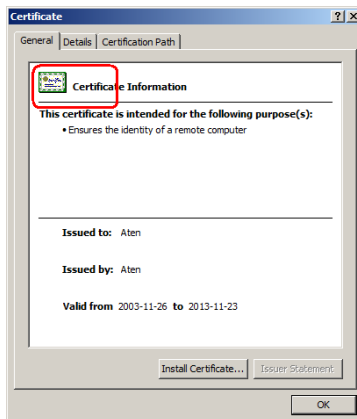 Certificate
General Details Certification Path
Certificate Information
This certificate is intended for the following purpose(s):
• Ensures the identity of a remote computer
Issued to: Aten
Issued by: Aten
Valid from 2003-11-26 to 2013-11-23
Install Certificate... Issuer Statement
OK